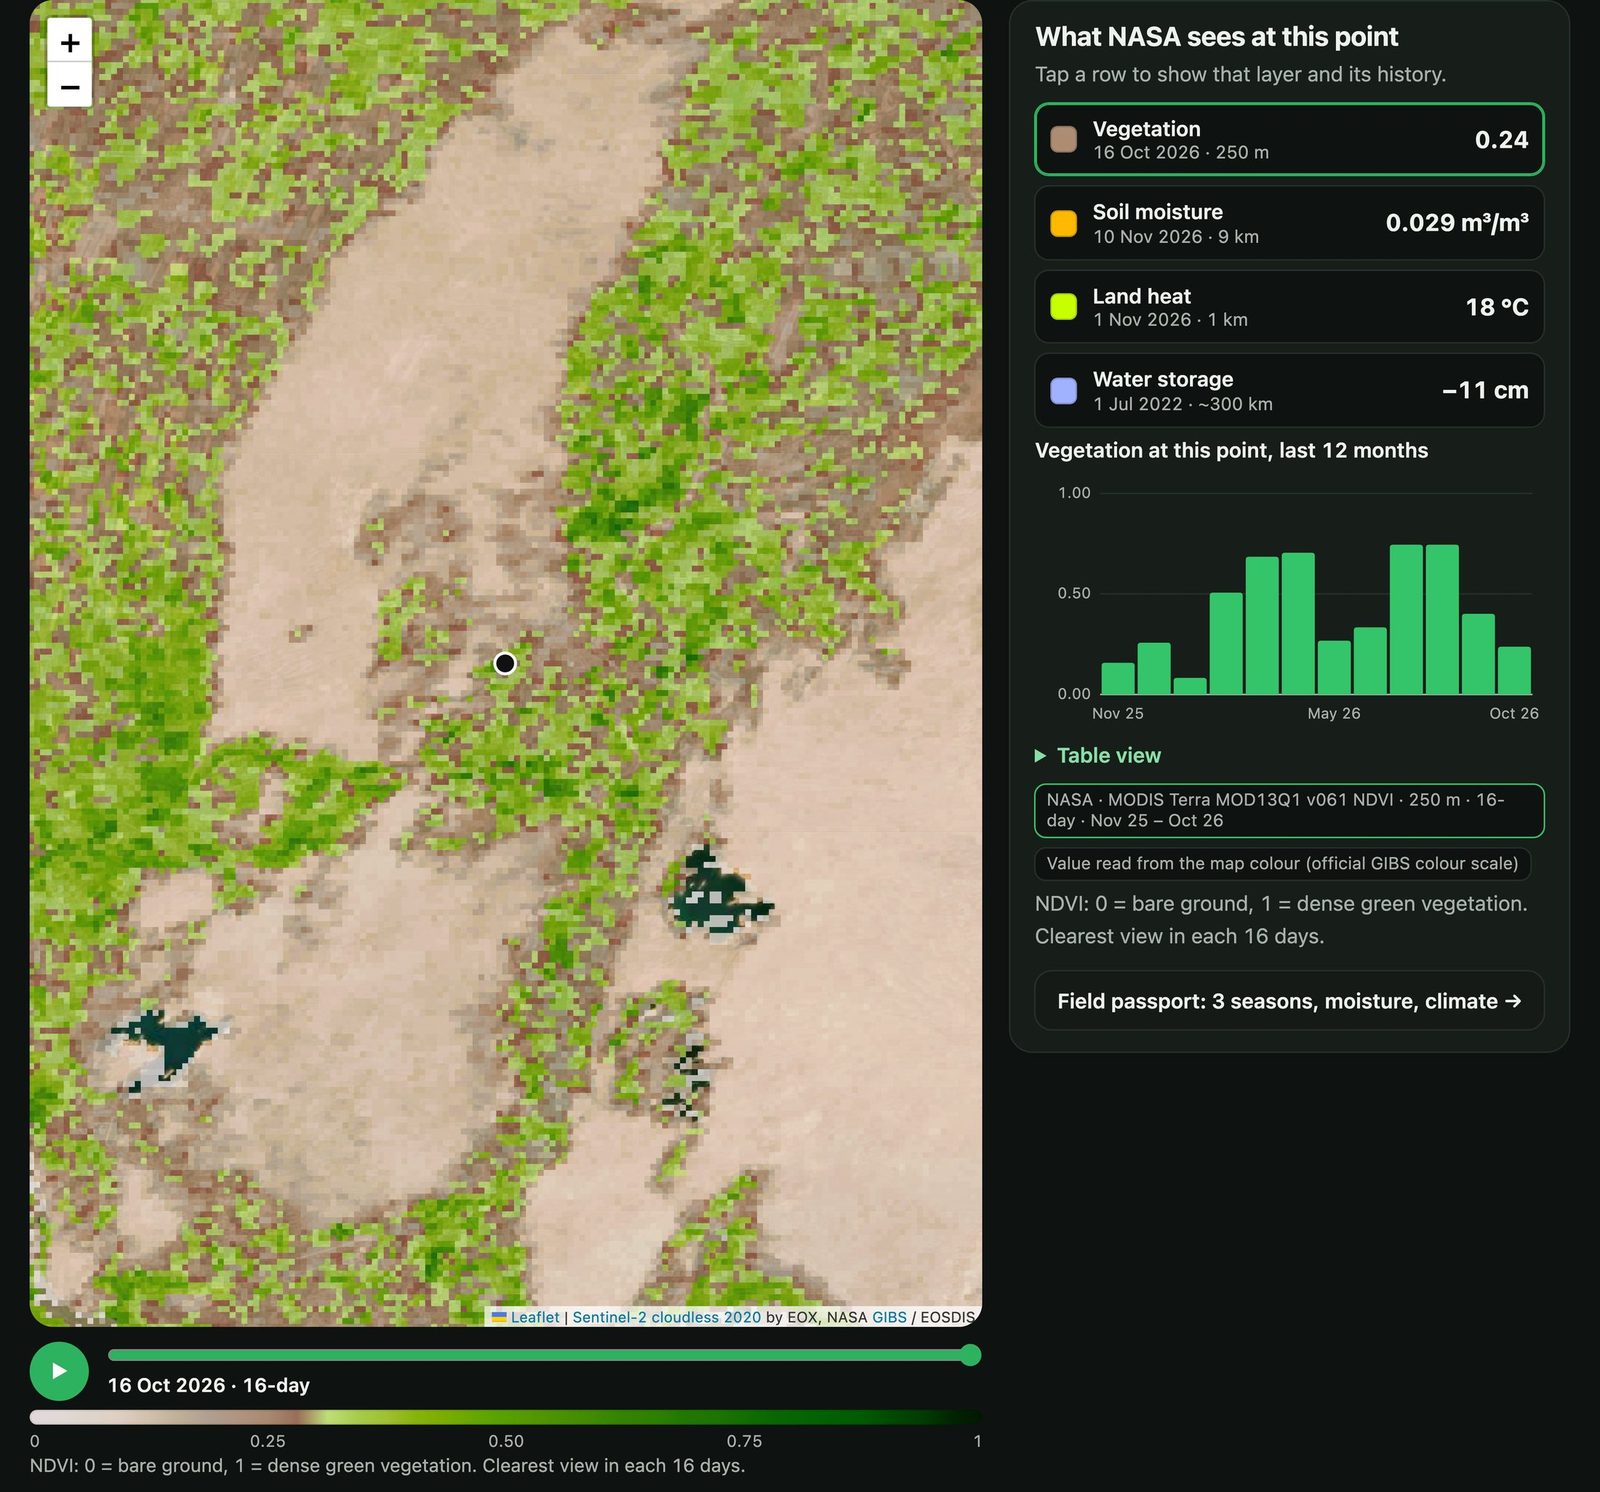 +
−
What NASA sees at this point
Tap a row to show that layer and its history.
Vegetation
16 Oct 2026 · 250 m
0.24
Soil moisture
10 Nov 2026 · 9 km
0.029 m³/m³
Land heat
1 Nov 2026 · 1 km
18 °C
Water storage
1 Jul 2022 · ~300 km
−11 cm
Vegetation at this point, last 12 months
1.00
0.50
0.00
Nov 25
May 26
Oct 26
▶ Table view
NASA · MODIS Terra MOD13Q1 v061 NDVI · 250 m · 16-
day · Nov 25 – Oct 26
Value read from the map colour (official GIBS colour scale)
NDVI: 0 = bare ground, 1 = dense green vegetation.
Clearest view in each 16 days.
Field passport: 3 seasons, moisture, climate →
Leaflet | Sentinel-2 cloudless 2020 by EOX, NASA GIBS / EOSDIS
16 Oct 2026 · 16-day
0
0.25
0.50
0.75
1
NDVI: 0 = bare ground, 1 = dense green vegetation. Clearest view in each 16 days.